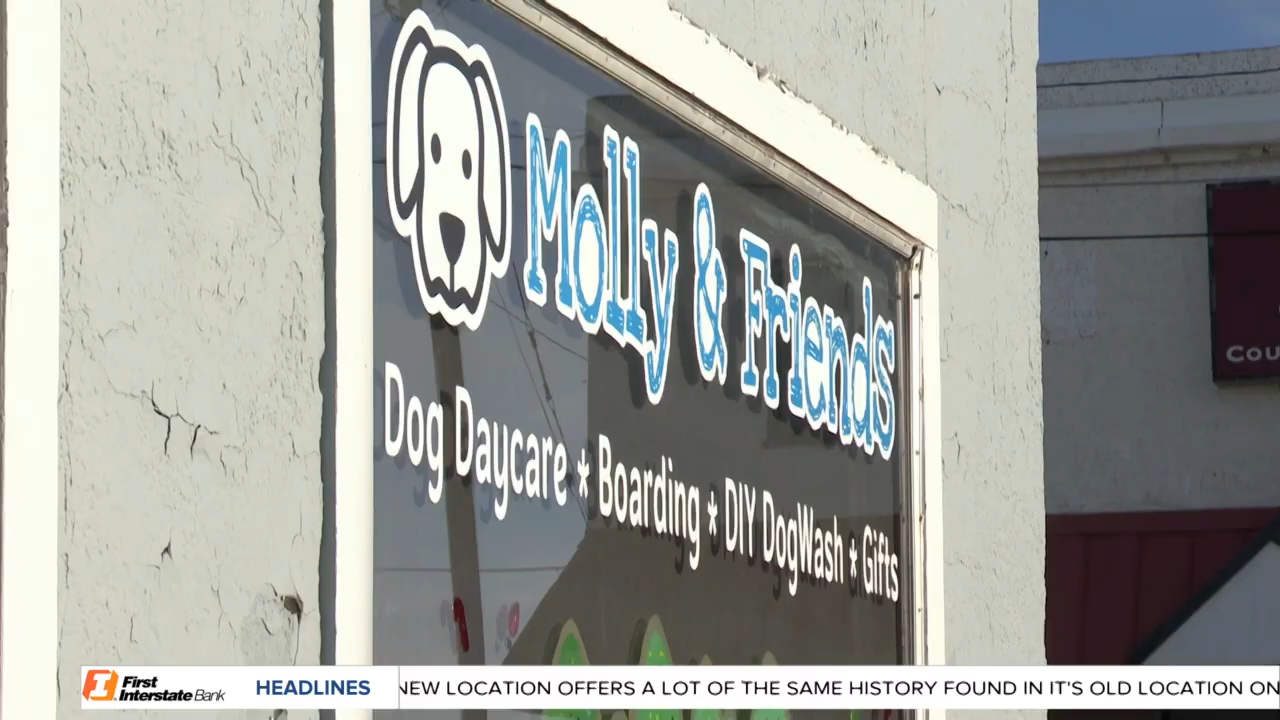 Molly & Friends
Dog Daycare * Boarding * DIY DogWash * Gifts
Cou
First
Interstate Bank
HEADLINES
NEW LOCATION OFFERS A LOT OF THE SAME HISTORY FOUND IN IT'S OLD LOCATION ON